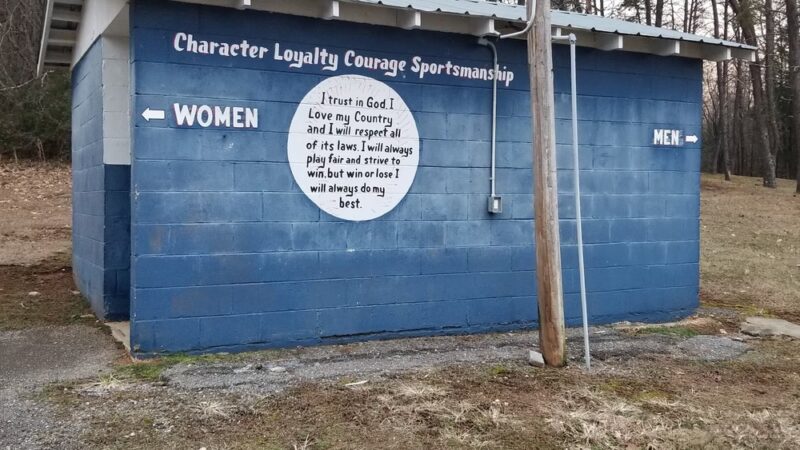 Character Loyalty Courage Sportsmanship
← WOMEN
I trust in God. I
Love my Country
and I will respect all
of its laws. I will always
play fair and strive to
win. but win or lose I
will always do my
best.
MEN →